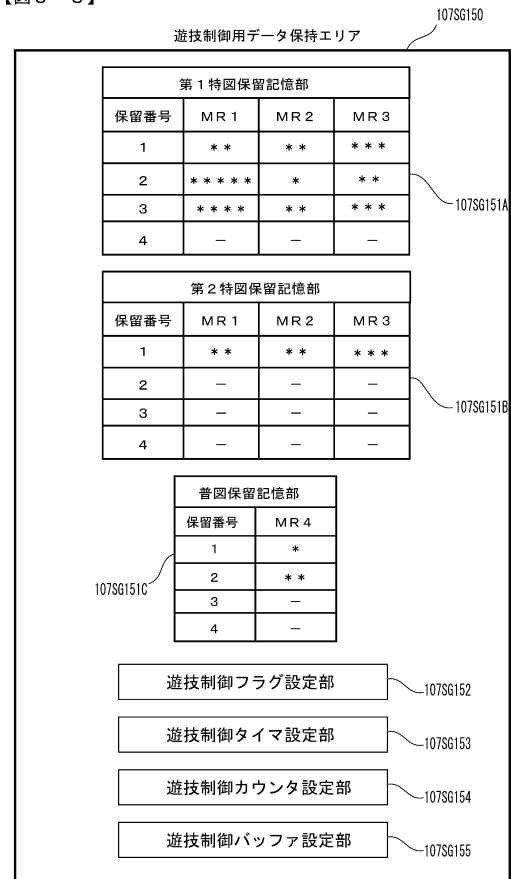 107SG150
遊技制御用データ保持エリア
第1特図保留記憶部
保留番号 MR1 MR2 MR3
1 ** ** ***
2 ***** * **
3 **** ** ***
4 − − −
107SG151A
第2特図保留記憶部
保留番号 MR1 MR2 MR3
1 ** ** ***
2 − − −
3 − − −
4 − − −
107SG151B
普図保留記憶部
保留番号 MR4
1 *
2 **
3 −
4 −
107SG151C
遊技制御フラグ設定部
107SG152
遊技制御タイマ設定部
107SG153
遊技制御カウンタ設定部
107SG154
遊技制御バッファ設定部
107SG155